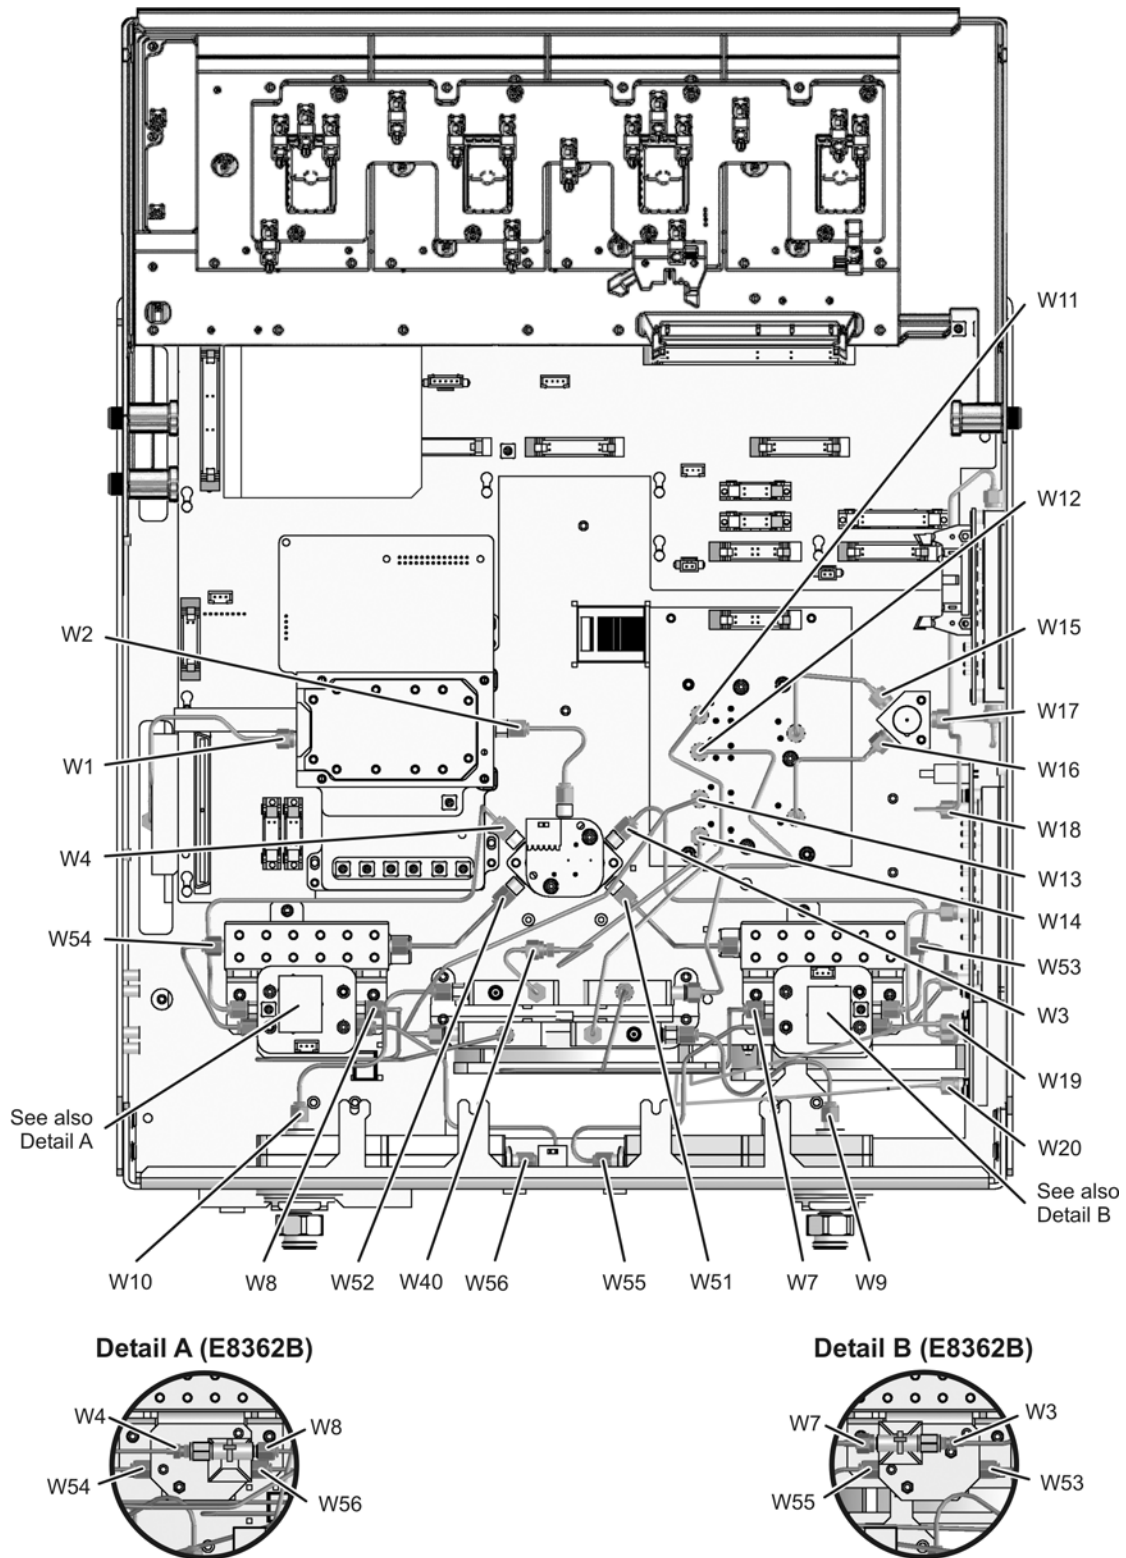 W11
W12
W2
W15
W17
W1
W16
W18
W4
W13
W14
W54
W53
W3
W19
See also
Detail A
W20
See also
Detail B
W10
W8
W52
W40
W56
W55
W51
W7
W9
Detail A (E8362B)
Detail B (E8362B)
W4
W8
W54
W56
W7
W3
W55
W53